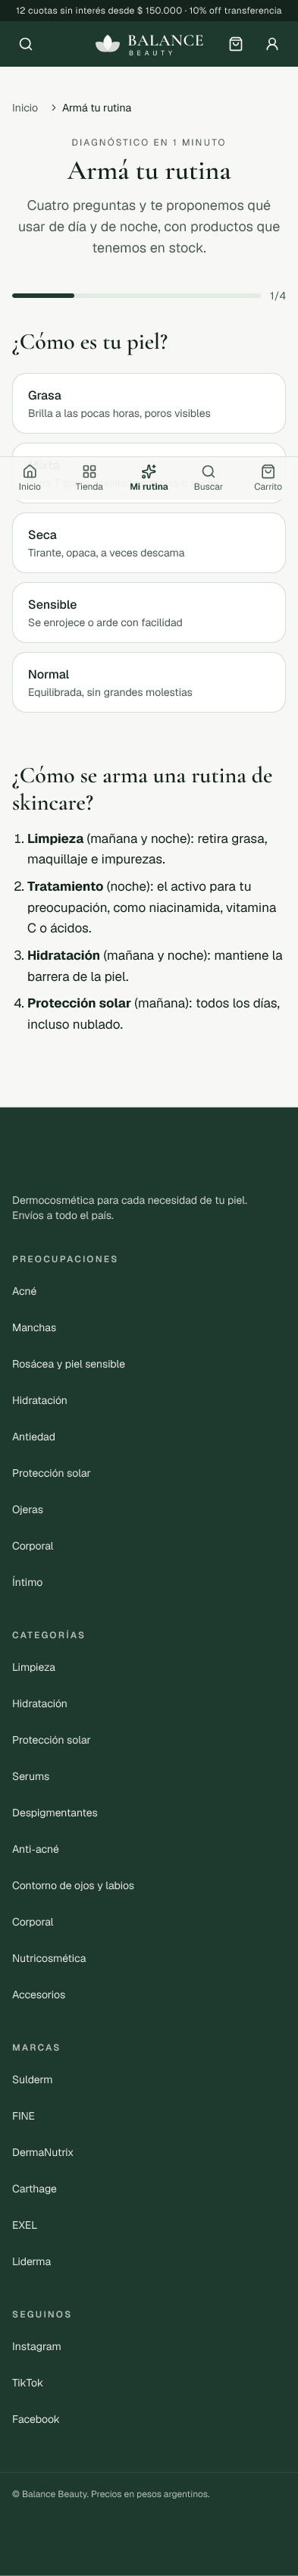 12 cuotas sin interés desde $ 150.000 · 10% off transferencia
BALANCE
BEAUTY
Inicio > Armá tu rutina
DIAGNÓSTICO EN 1 MINUTO
Armá tu rutina
Cuatro preguntas y te proponemos qué
usar de día y de noche, con productos que
tenemos en stock.
1/4
¿Cómo es tu piel?
Grasa
Brilla a las pocas horas, poros visibles
Mixta
Inicio
Tienda
Mi rutina
Buscar
Carrito
Seca
Tirante, opaca, a veces descama
Sensible
Se enrojece o arde con facilidad
Normal
Equilibrada, sin grandes molestias
¿Cómo se arma una rutina de
skincare?
1. Limpieza (mañana y noche): retira grasa,
maquillaje e impurezas.
2. Tratamiento (noche): el activo para tu
preocupación, como niacinamida, vitamina
C o ácidos.
3. Hidratación (mañana y noche): mantiene la
barrera de la piel.
4. Protección solar (mañana): todos los días,
incluso nublado.
Dermocosmética para cada necesidad de tu piel.
Envíos a todo el país.
PREOCUPACIONES
Acné
Manchas
Rosácea y piel sensible
Hidratación
Antiedad
Protección solar
Ojeras
Corporal
Íntimo
CATEGORÍAS
Limpieza
Hidratación
Protección solar
Serums
Despigmentantes
Anti-acné
Contorno de ojos y labios
Corporal
Nutricosmética
Accesorios
MARCAS
Sulderm
FINE
DermaNutrix
Carthage
EXEL
Liderma
SEGUINOS
Instagram
TikTok
Facebook
© Balance Beauty. Precios en pesos argentinos.